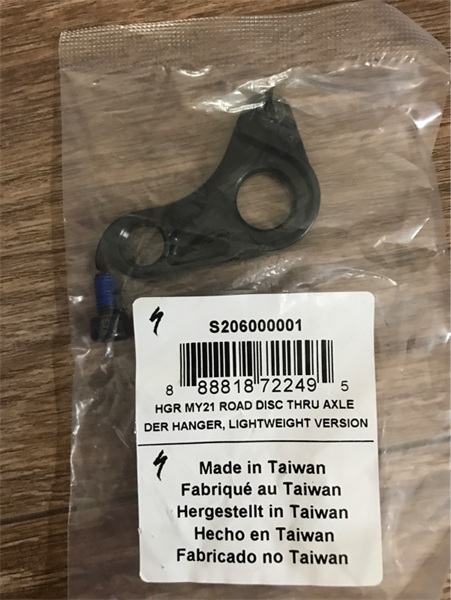 S206000001
8 88818 72249 5
HGR MY21 ROAD DISC THRU AXLE
DER HANGER, LIGHTWEIGHT VERSION
Made in Taiwan
Fabriqué au Taiwan
Hergestellt in Taiwan
Hecho en Taiwan
Fabricado no Taiwan